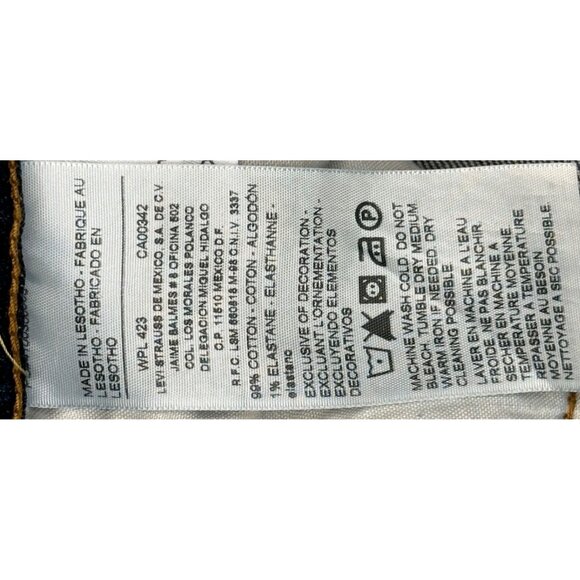 MADE IN LESOTHO - FABRIQUE AU
LESOTHO - FABRICADO EN
LESOTHO
WPL 423 CA00342
LEVI STRAUSS DE MEXICO, S.A. DE C.V
JAIME BALMES # 8 OFICINA 602
COL LOS MORALES POLANCO
DELEGACION MIGUEL HIDALGO
C.P. 11510 MEXICO D.F.
R.F.C. LSM 650618 M-98 C.N.I.V. 3337
99% COTTON - COTON - ALGODÓN
1% ELASTANE - ELASTHANNE -
elastano
EXCLUSIVE OF DECORATION -
EXCLUANT L'ORNEMENTATION -
EXCLUYENDO ELEMENTOS
DECORATIVOS
P
MACHINE WASH COLD. DO NOT
BLEACH, TUMBLE DRY MEDIUM
WARM IRON IF NEEDED. DRY
CLEANNG POSSIBLE
LAVER EN MACHINE A L'EAU
FROIDE. NE PAS BLANCHIR.
SECHER EN MACHINE A
TEMPERATURE MOYENNE.
REPASSER A TEMPERATURE
MOYENNE AU BESOIN
NETTOYAGE A SEC POSSIBLE